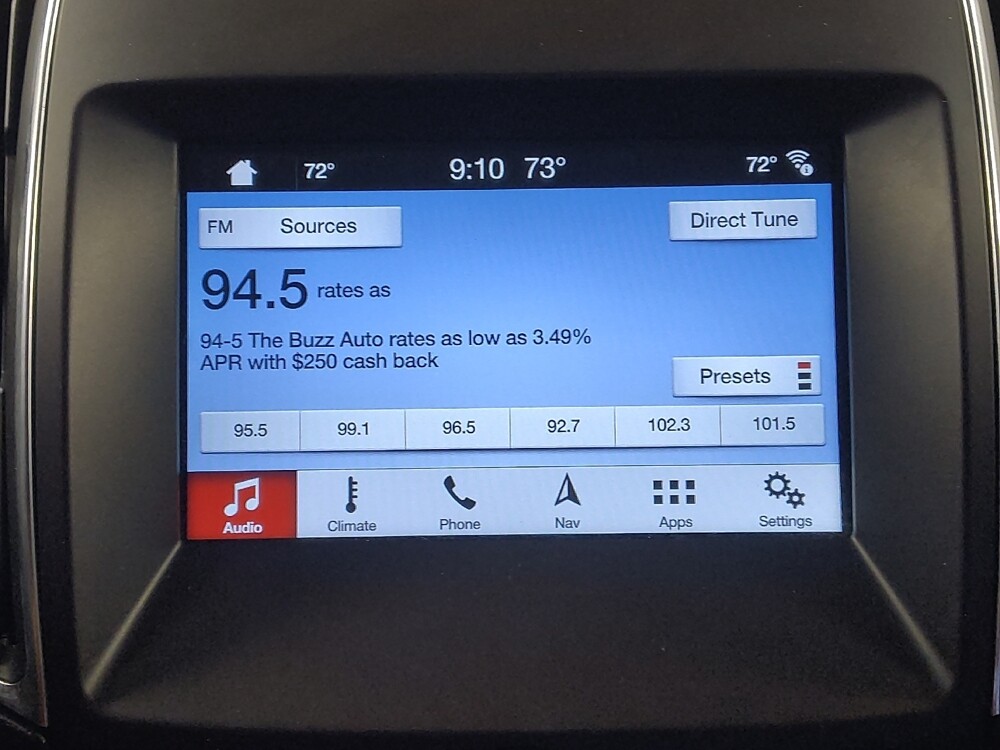 72° 9:10 73° 72°
FM Sources Direct Tune
94.5 rates as
94-5 The Buzz Auto rates as low as 3.49%
APR with $250 cash back
Presets
95.5 99.1 96.5 92.7 102.3 101.5
Audio Climate Phone Nav Apps Settings